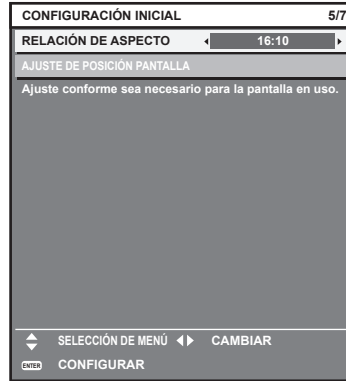 CONFIGURACIÓN INICIAL 5/7
RELACIÓN DE ASPECTO 16:10
AJUSTE DE POSICIÓN PANTALLA
Ajuste conforme sea necesario para la pantalla en uso.
SELECCIÓN DE MENÚ CAMBIAR
ENTER CONFIGURAR